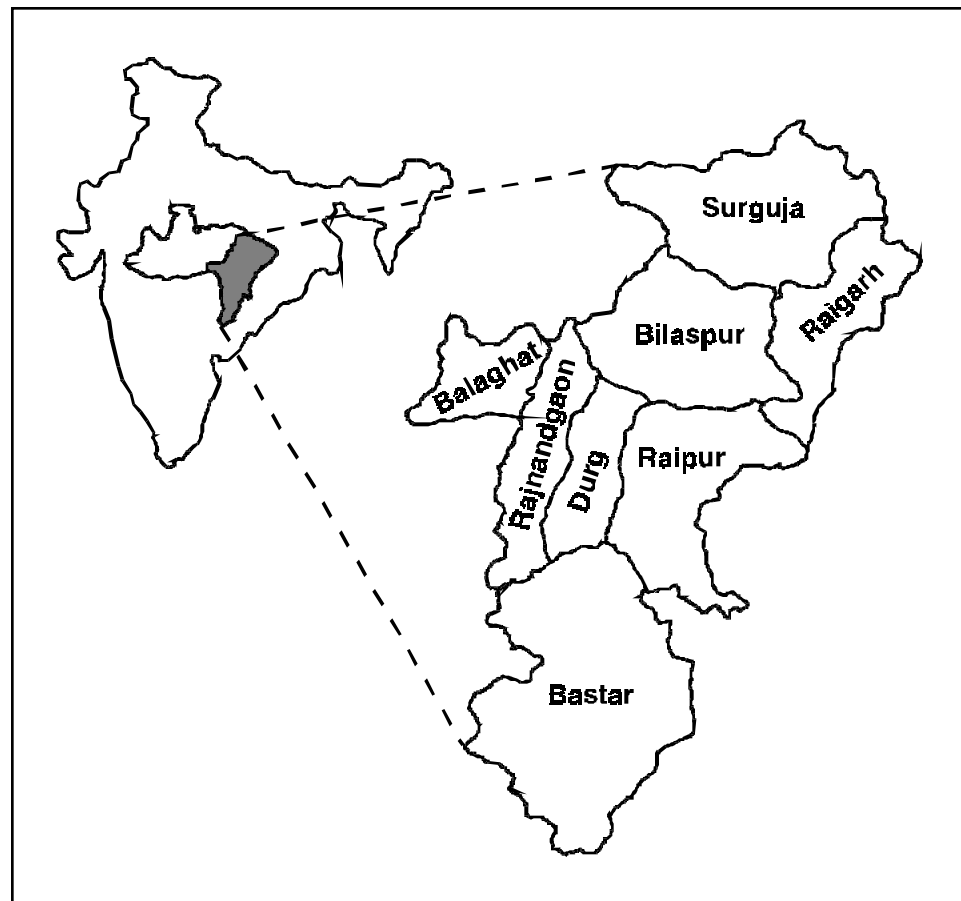 Surguja
Raigarh
Bilaspur
Balaghat
Rajnandgaon
Durg
Raipur
Bastar